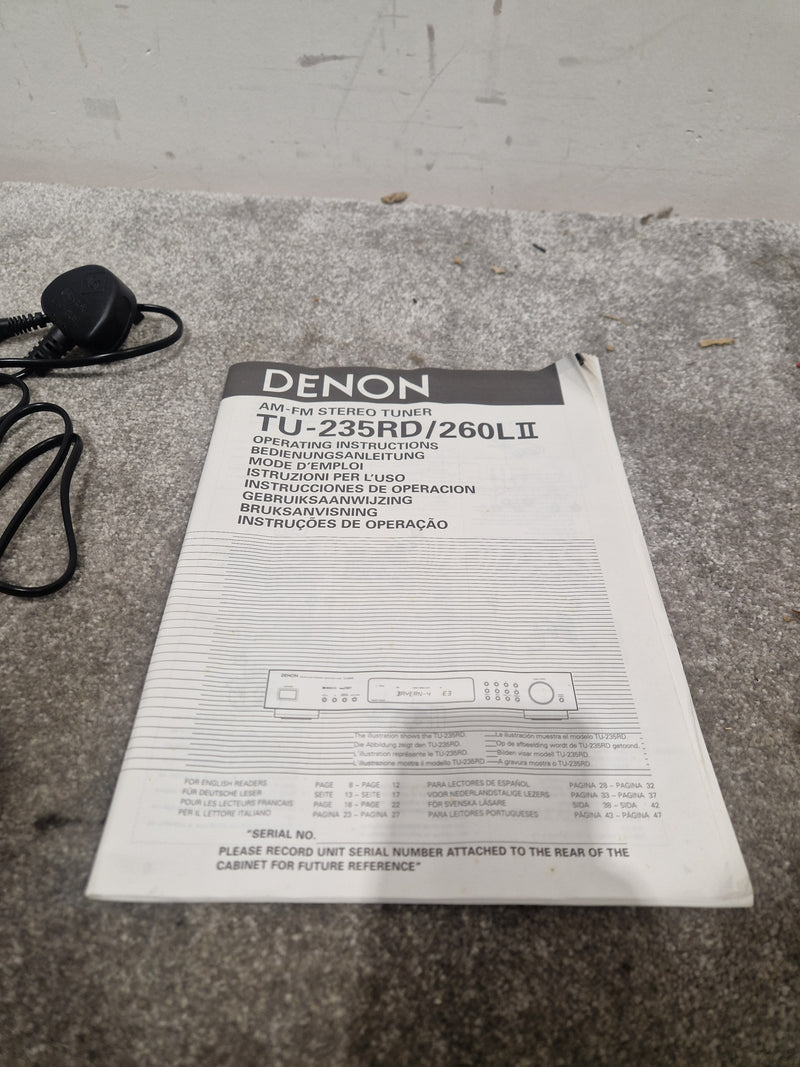 DENON
AM-FM STEREO TUNER
TU-235RD/260LII
OPERATING INSTRUCTIONS
BEDIENUNGSANLEITUNG
MODE D'EMPLOI
ISTRUZIONI PER L'USO
INSTRUCCIONES DE OPERACION
GEBRUIKSAANWIJZING
BRUKSANVISNING
INSTRUÇÕES DE OPERAÇÃO
DENON
BAYERN-4 E3
The illustration shows the TU-235RD.
Die Abbildung zeigt den TU-235RD.
L'illustration représente le TU-235RD.
L'illustrazione mostra il modello TU-235RD
La ilustración muestra el modelo TU-235RD.
Op de afbeelding wordt de TU-235RD getoond.
Bilden visar modell TU-235RD.
A gravura mostra o TU-235RD.
FOR ENGLISH READERS PAGE 8 – PAGE 12
FÜR DEUTSCHE LESER SEITE 13 – SEITE 17
POUR LES LECTEURS FRANCAIS PAGE 18 – PAGE 22
PER IL LETTORE ITALIANO PAGINA 23 – PAGINA 27
PARA LECTORES DE ESPAÑOL PAGINA 28 – PAGINA 32
VOOR NEDERLANDSTALIGE LEZERS PAGINA 33 – PAGINA 37
FÖR SVENSKA LÄSARE SIDA 38 – SIDA 42
PARA LEITORES PORTUGUESES PÁGINA 43 – PÁGINA 47
"SERIAL NO.
PLEASE RECORD UNIT SERIAL NUMBER ATTACHED TO THE REAR OF THE
CABINET FOR FUTURE REFERENCE"